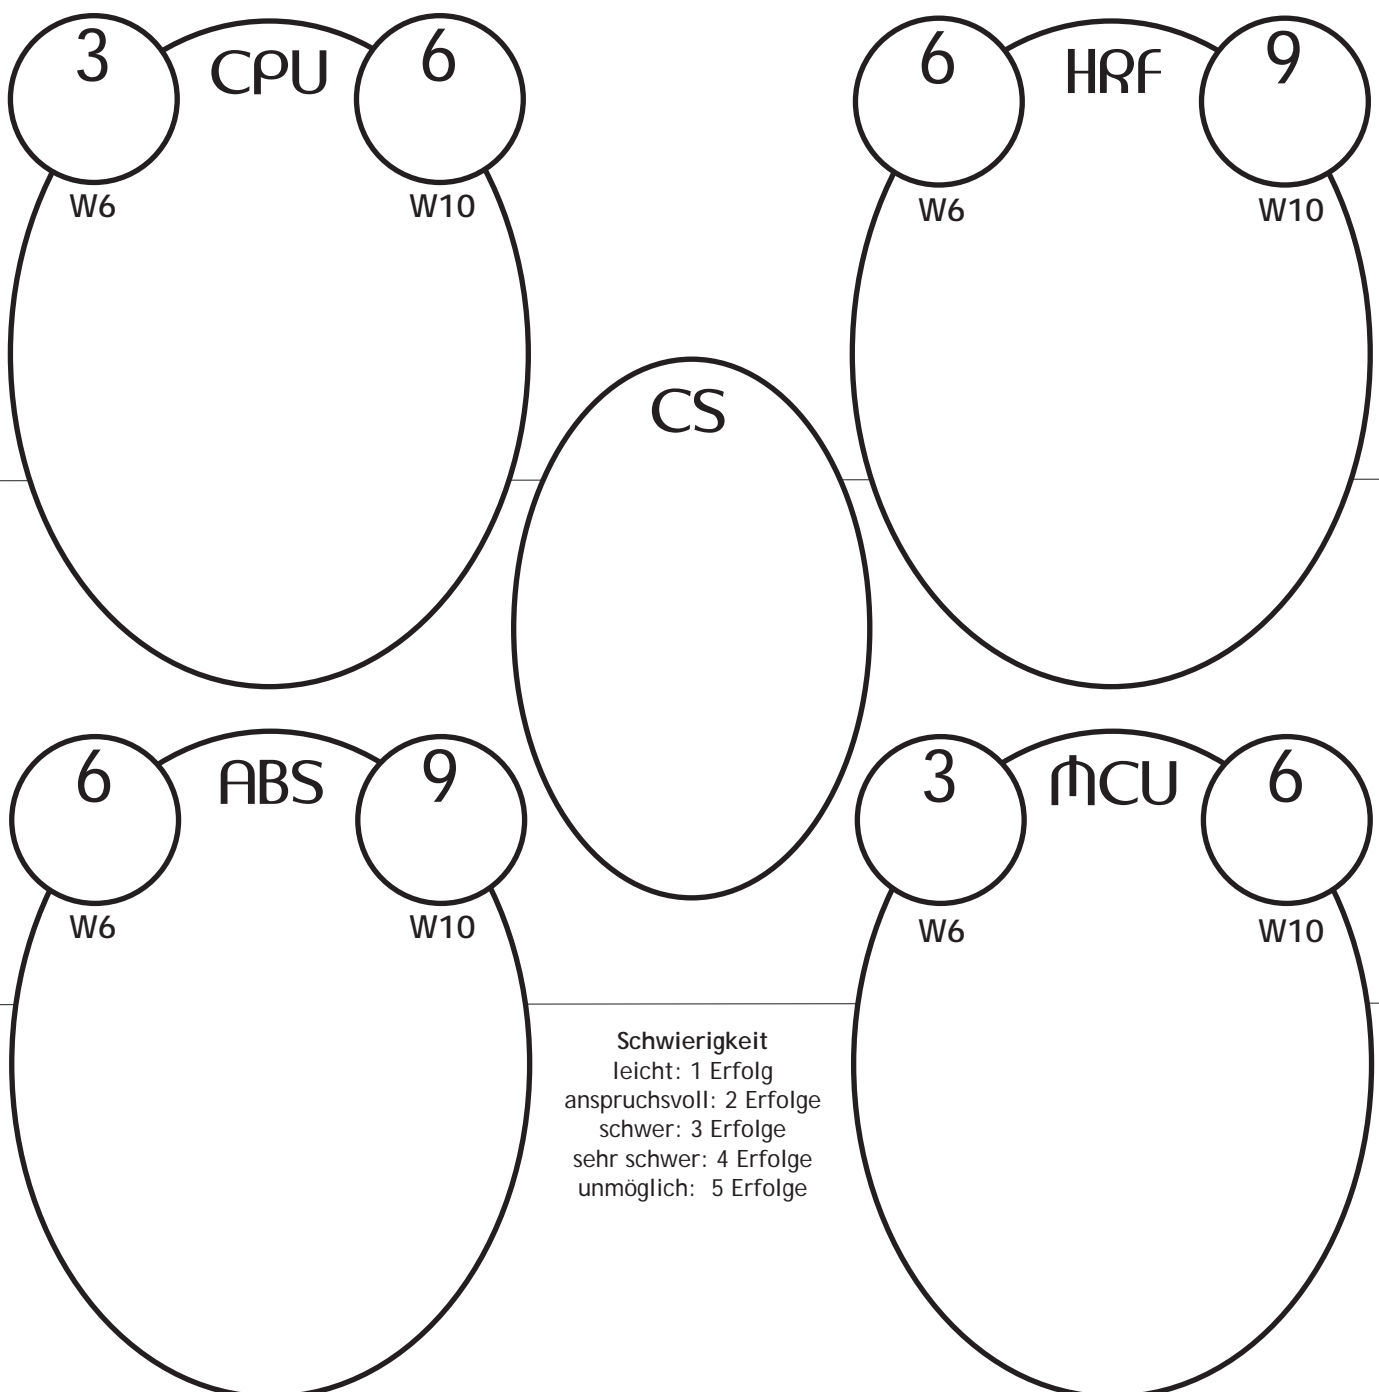 3 CPU 6
W6 W10
6 HRF 9
W6 W10
CS
6 ABS 9
W6 W10
3 MCU 6
W6 W10
Schwierigkeit
leicht: 1 Erfolg
anspruchsvoll: 2 Erfolge
schwer: 3 Erfolge
sehr schwer: 4 Erfolge
unmöglich: 5 Erfolge